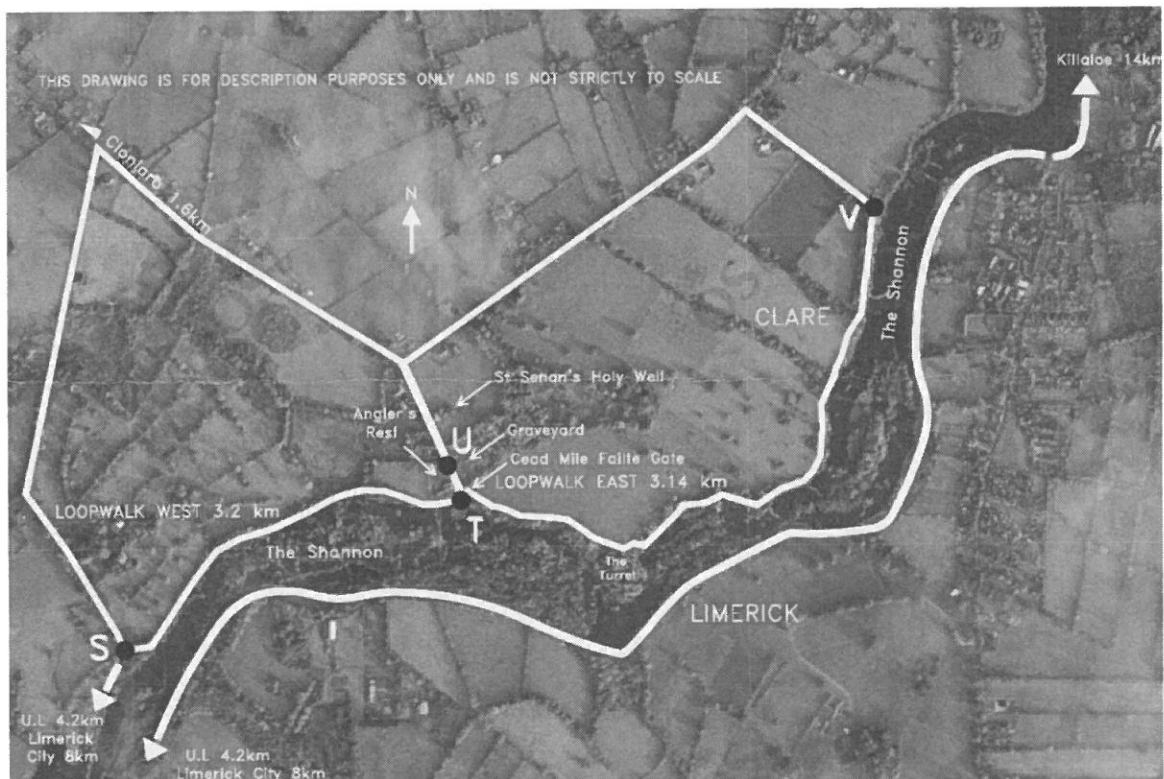 Killaloe 14km
THIS DRAWING IS FOR DESCRIPTION PURPOSES ONLY AND IS NOT STRICTLY TO SCALE
Clonlara 1.6km
N
V
The Shannon
CLARE
St Senan's Holy Well
Angler's
Rest
U
Graveyard
Cead Mile Failte Gate
LOOPWALK EAST 3.14 km
LOOPWALK WEST 3.2 km
T
The Shannon
The
Turret
LIMERICK
S
U.L 4.2km
Limerick
City 8km
U.L 4.2km
Limerick City 8km